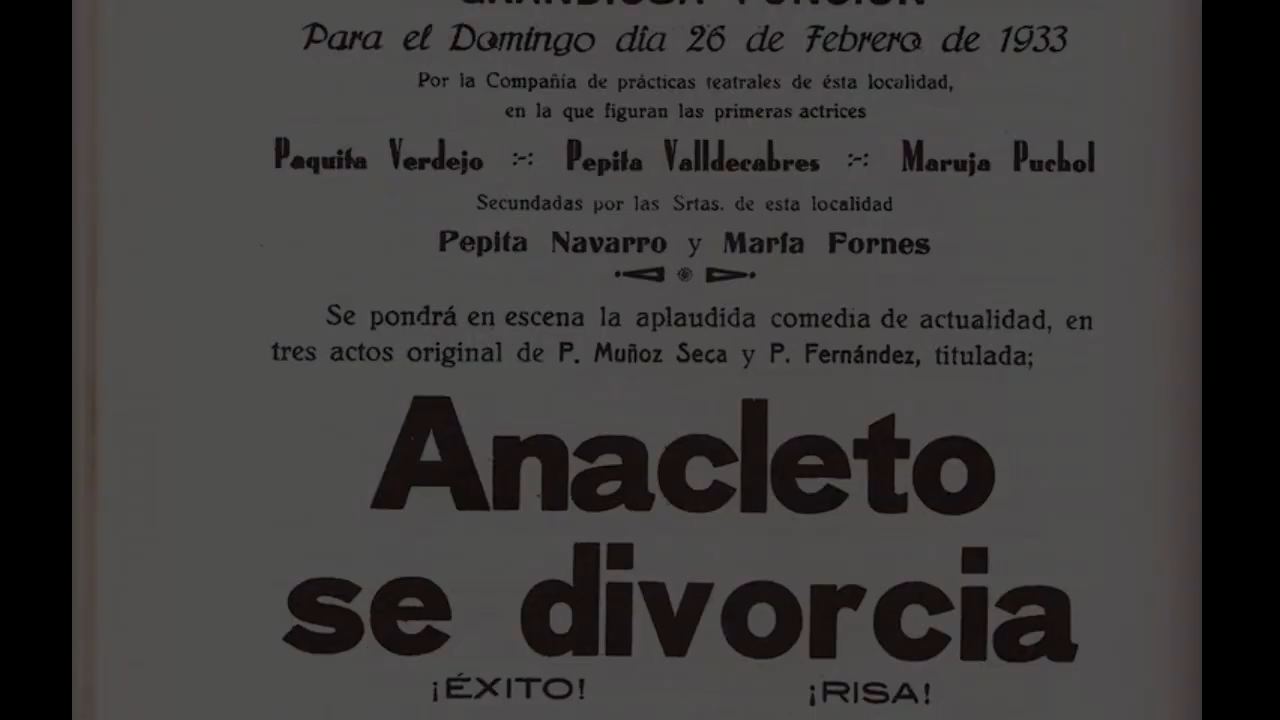 GRANDIOSA FUNCIÓN
Para el Domingo día 26 de Febrero de 1933
Por la Compañía de prácticas teatrales de ésta localidad,
en la que figuran las primeras actrices
Paquita Verdejo :-: Pepita Valldecabres :-: Maruja Puchol
Secundadas por las Srtas. de esta localidad
Pepita Navarro y María Fornes
Se pondrá en escena la aplaudida comedia de actualidad, en
tres actos original de P. Muñoz Seca y P. Fernández, titulada;
Anacleto
se divorcia
¡ÉXITO! ¡RISA!